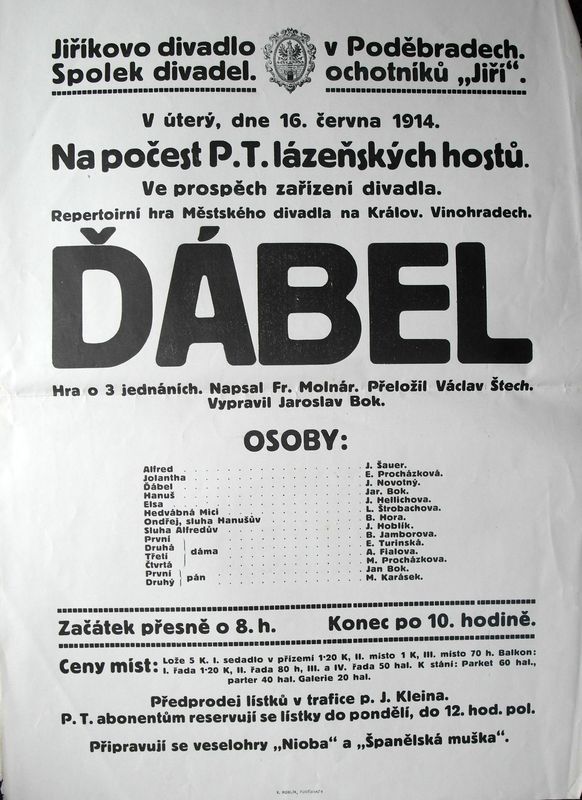 Jiříkovo divadlo v Poděbradech.
Spolek divadel. ochotníků „Jiří“.
V úterý, dne 16. června 1914.
Na počest P.T. lázeňských hostů.
Ve prospěch zařízení divadla.
Repertoirní hra Městského divadla na Králov. Vinohradech.
ĎÁBEL
Hra o 3 jednáních. Napsal Fr. Molnár. Přeložil Václav Štech.
Vypravil Jaroslav Bok.
OSOBY:
Alfred . . . . . J. Šauer.
Jolantha . . . . . E. Procházková.
Ďábel . . . . . J. Novotný.
Hanuš . . . . . Jar. Bok.
Elsa . . . . . J. Hellichova.
Hedvábná Mici . . . . . L. Štrobachova.
Ondřej, sluha Hanušův . . . . . B. Hora.
Sluha Alfredův . . . . . J. Hoblík.
První . . . . . B. Jamborova.
Druhá dáma . . . . . E. Turinská.
Třetí . . . . . A. Fialova.
Čtvrtá . . . . . M. Procházkova.
První pán . . . . . Jan Bok.
Druhý . . . . . M. Karásek.
Začátek přesně o 8. h. Konec po 10. hodině.
Ceny míst: Lože 5 K. I. sedadlo v přízemí 1·20 K, II. místo 1 K, III. místo 70 h. Balkon:
I. řada 1·20 K, II. řada 80 h, III. a IV. řada 50 hal. K stání: Parket 60 hal.,
parter 40 hal. Galerie 20 hal.
Předprodej lístků v trafice p. J. Kleina.
P. T. abonentům reservují se lístky do pondělí, do 12. hod. pol.
Připravují se veselohry „Nioba“ a „Španělská muška“.